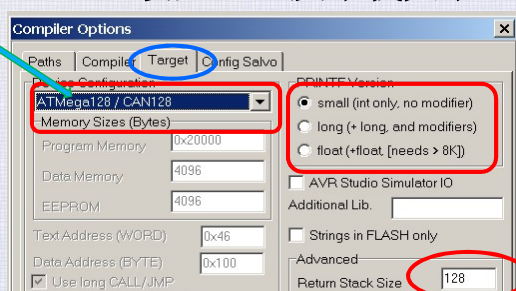 Compiler Options
Paths Compiler Target Config Salvo
Device Configuration
ATMega128 / CAN128
Memory Sizes (Bytes)
Program Memory 0x20000
Data Memory 4096
EEPROM 4096
Text Address (WORD) 0x46
Data Address (BYTE) 0x100
Use long CALL/JMP
PRINTF Version
small (int only, no modifier)
long (+ long, and modifiers)
float (+float, [needs > 8K])
AVR Studio Simulator IO
Additional Lib.
Strings in FLASH only
Advanced
Return Stack Size 128